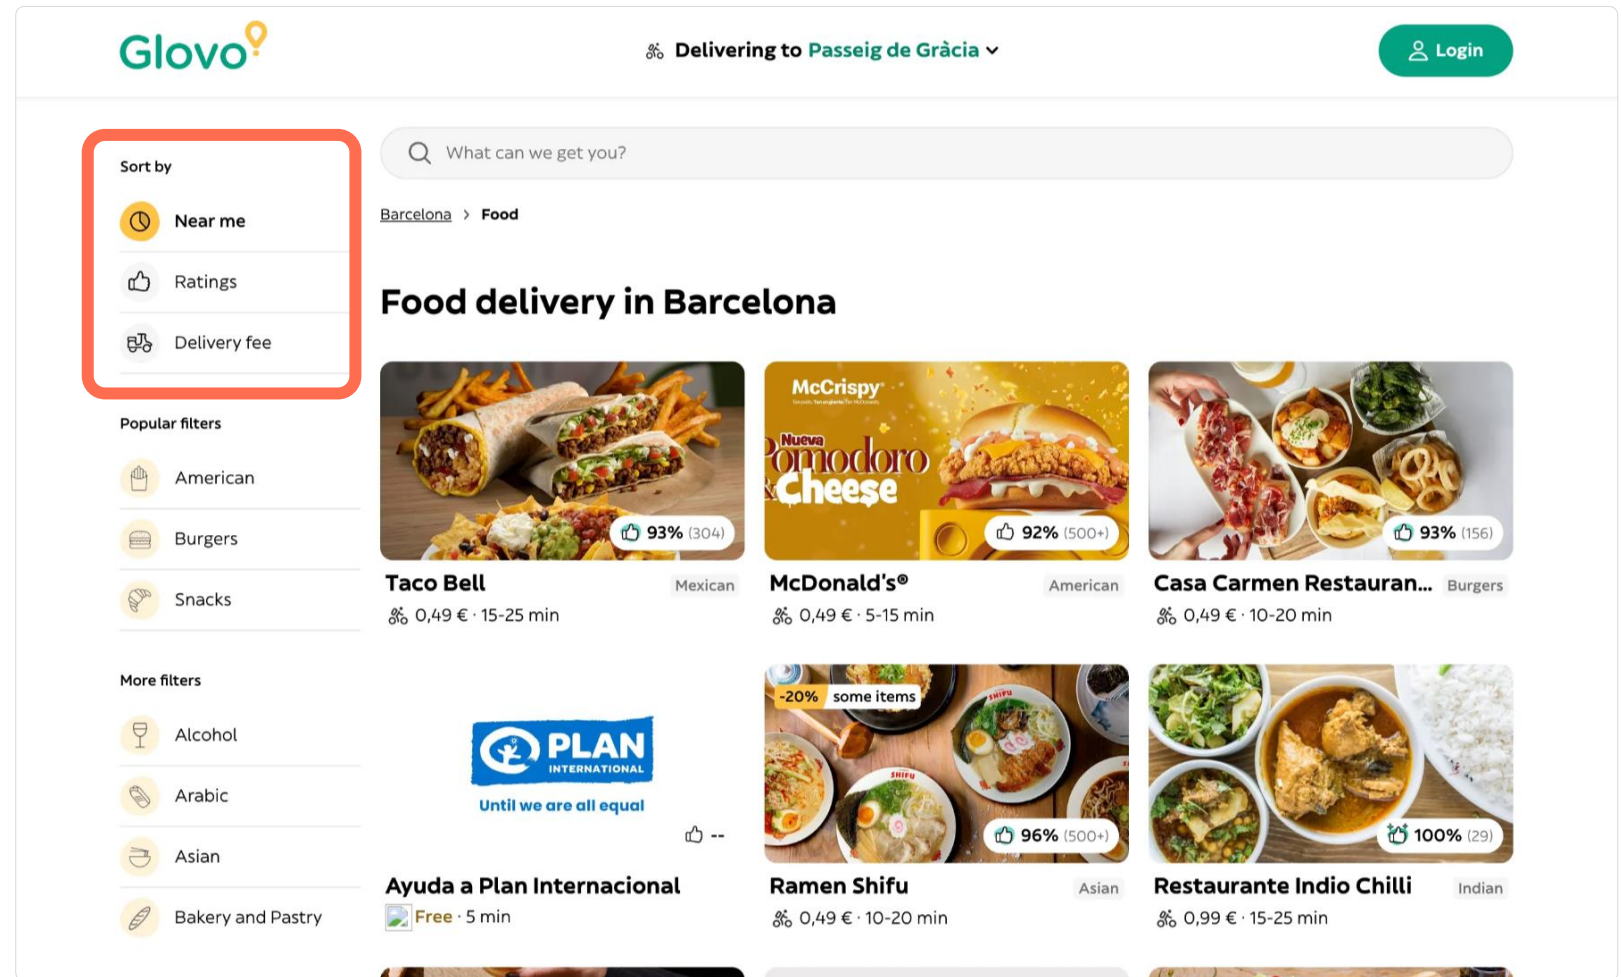 Glovo
Delivering to Passeig de Gràcia
Login
What can we get you?
Sort by
Near me
Ratings
Delivery fee
Popular filters
American
Burgers
Snacks
More filters
Alcohol
Arabic
Asian
Bakery and Pastry
Barcelona > Food
Food delivery in Barcelona
93% (304)
Taco Bell
Mexican
0,49 € · 15-25 min
McCrispy
Nueva
Pomodoro
& Cheese
92% (500+)
McDonald's®
American
0,49 € · 5-15 min
93% (156)
Casa Carmen Restauran...
Burgers
0,49 € · 10-20 min
PLAN
INTERNATIONAL
Until we are all equal
--
Ayuda a Plan Internacional
Free · 5 min
-20% some items
SHIFU
SHIFU
96% (500+)
Ramen Shifu
Asian
0,49 € · 10-20 min
100% (29)
Restaurante Indio Chilli
Indian
0,99 € · 15-25 min